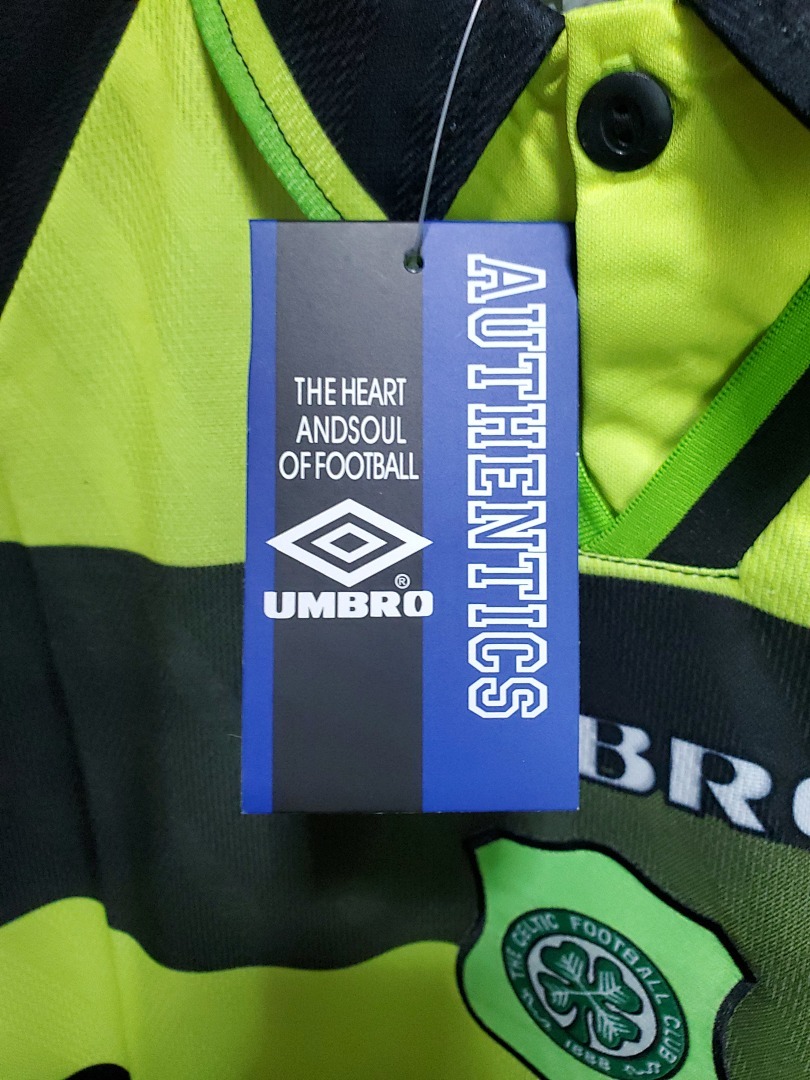 AUTHENTICS
THE HEART
ANDSOUL
OF FOOTBALL
®
UMBRO
BRO
THE CELTIC FOOTBALL CLUB
1888